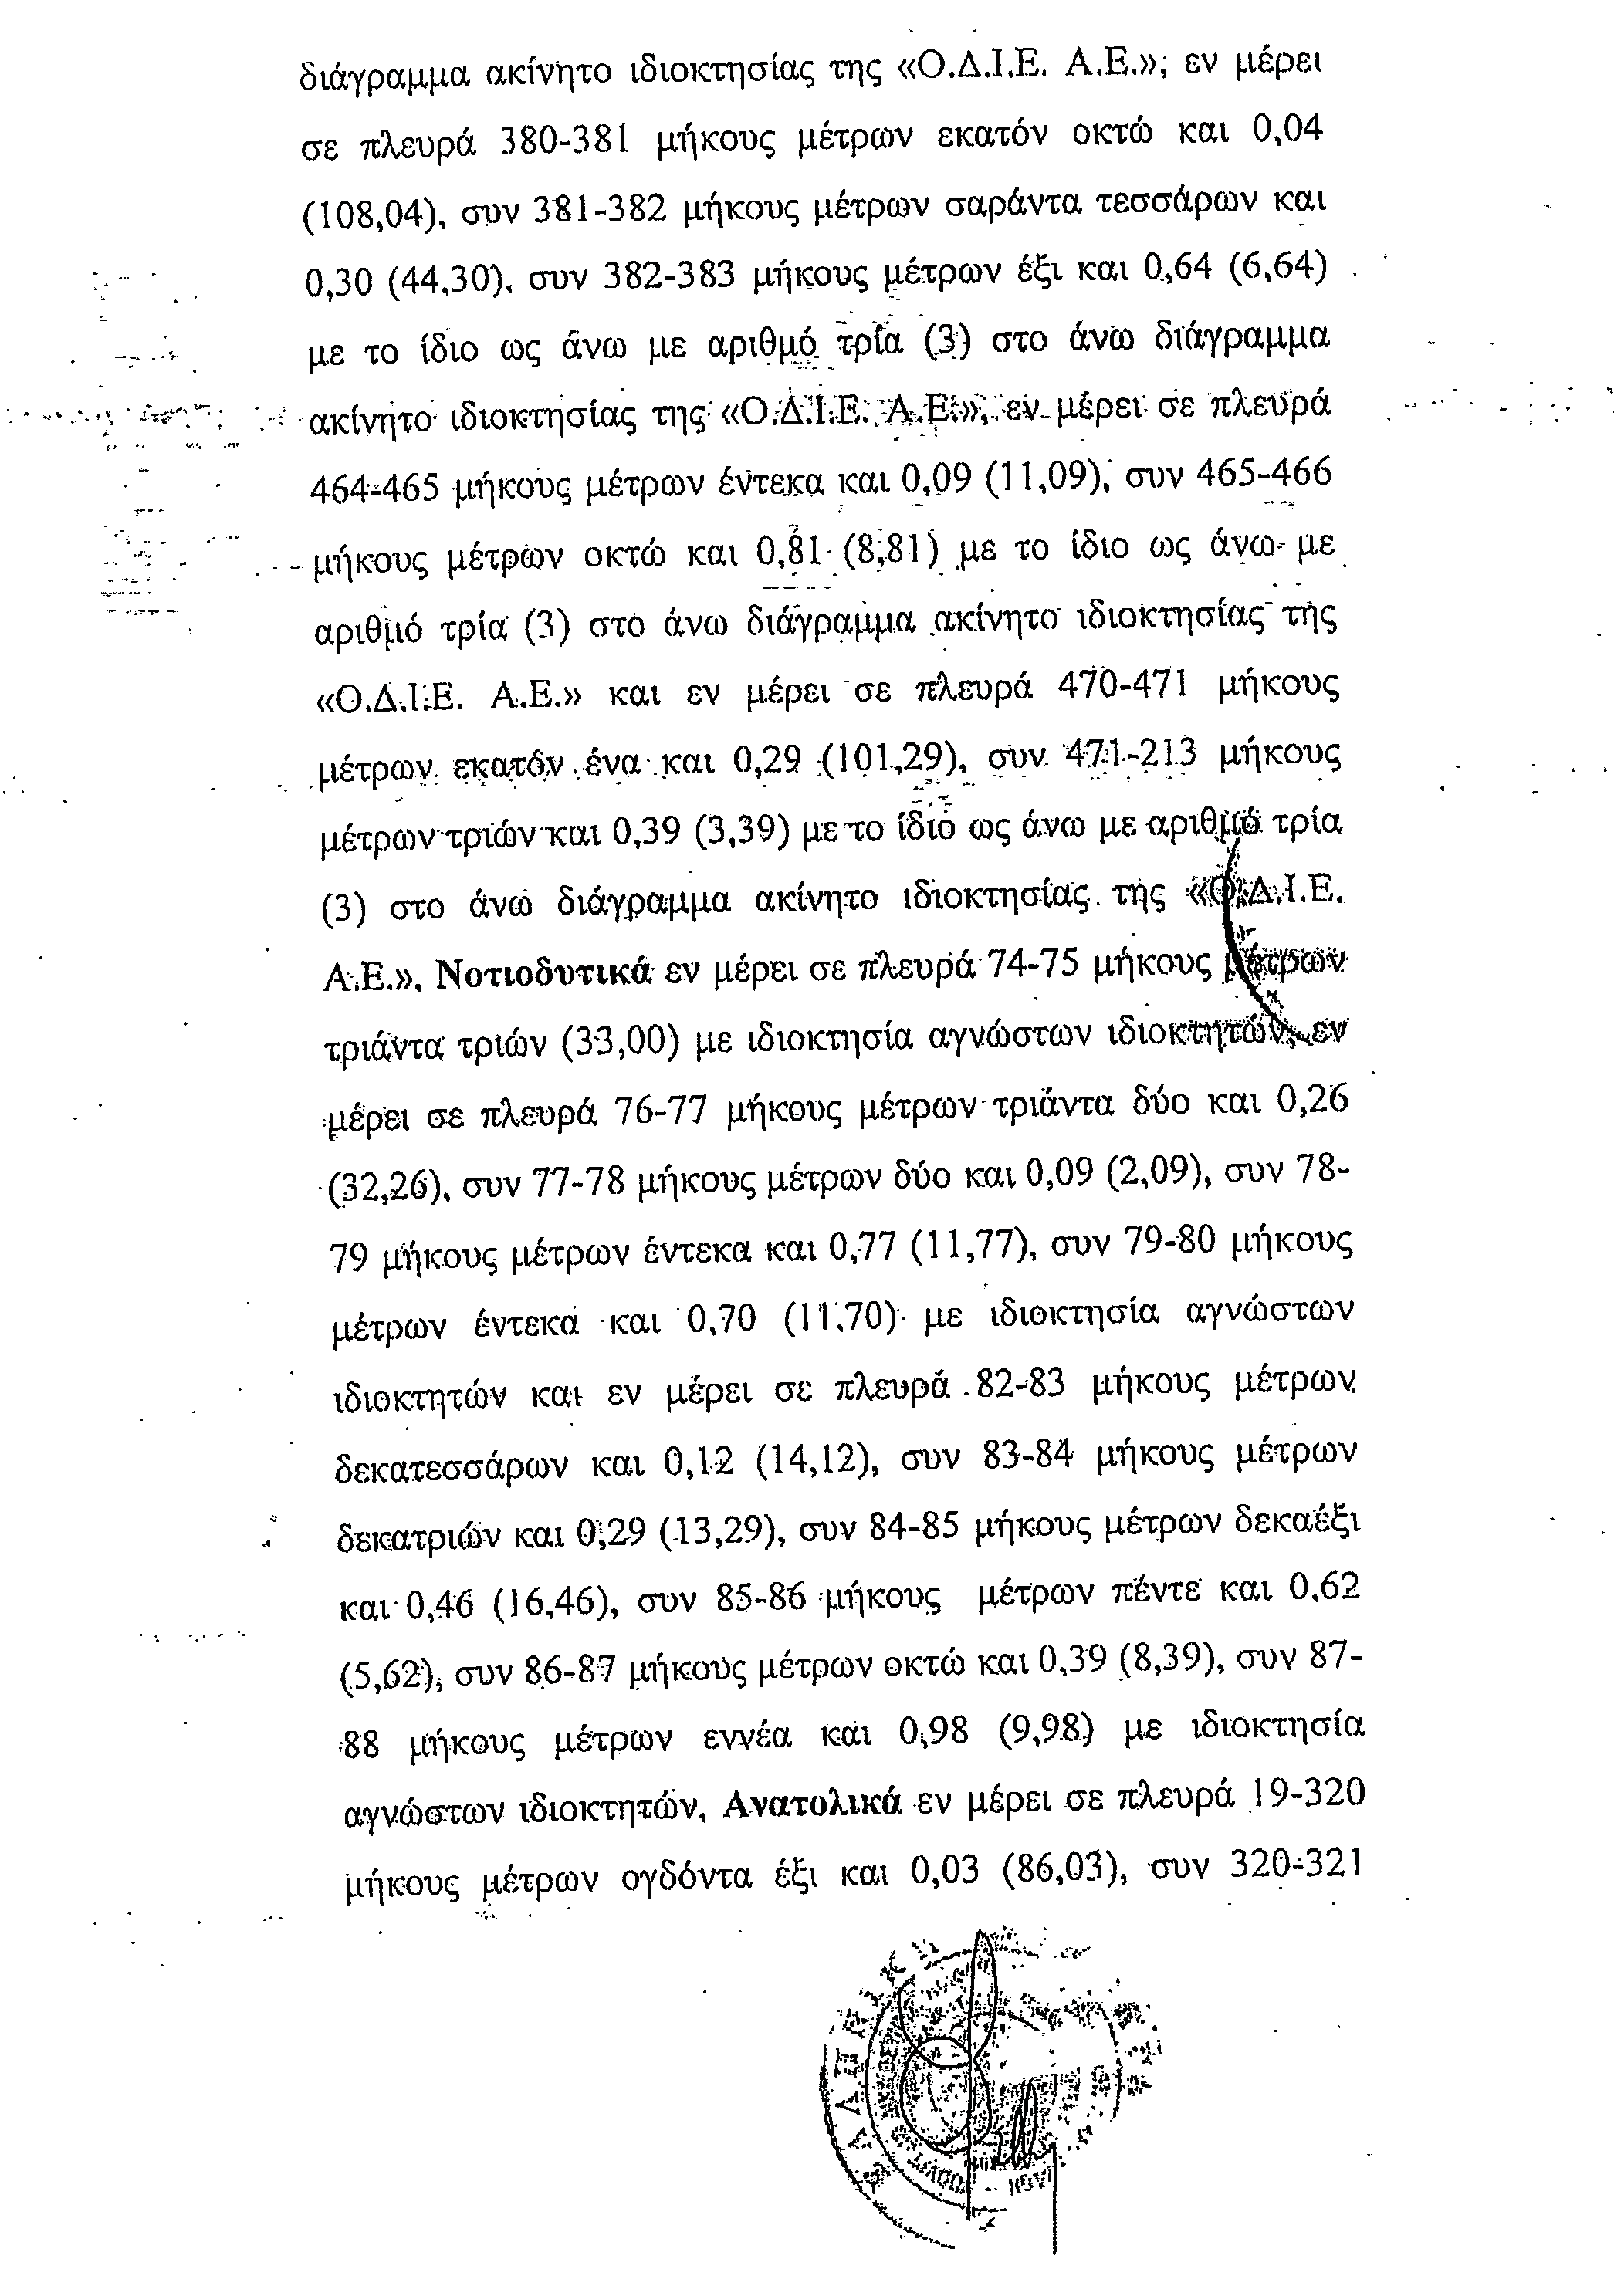 διάγραμμα ακίνητο ιδιοκτησίας της «Ο.Δ.Ι.Ε. Α.Ε.», εν μέρει
σε πλευρά 380-381 μήκους μέτρων εκατόν οκτώ και 0,04
(108,04), συν 381-382 μήκους μέτρων σαράντα τεσσάρων και
0,30 (44,30), συν 382-383 μήκους μέτρων έξι και 0,64 (6,64)
με το ίδιο ως άνω με αριθμό τρία (3) στο άνω διάγραμμα
ακίνητο ιδιοκτησίας της «Ο.Δ.Ι.Ε. Α.Ε.», εν μέρει σε πλευρά
464-465 μήκους μέτρων έντεκα και 0,09 (11,09), συν 465-466
μήκους μέτρων οκτώ και 0,81 (8,81) με το ίδιο ως άνω με
αριθμό τρία (3) στο άνω διάγραμμα ακίνητο ιδιοκτησίας της
«Ο.Δ.Ι.Ε. Α.Ε.» και εν μέρει σε πλευρά 470-471 μήκους
μέτρων εκατόν ένα και 0,29 (101,29), συν 471-213 μήκους
μέτρων τριών και 0,39 (3,39) με το ίδιο ως άνω με αριθμό τρία
(3) στο άνω διάγραμμα ακίνητο ιδιοκτησίας της «Ο.Δ.Ι.Ε.
Α.Ε.», Νοτιοδυτικά εν μέρει σε πλευρά 74-75 μήκους μέτρων
τριάντα τριών (33,00) με ιδιοκτησία αγνώστων ιδιοκτητών, εν
μέρει σε πλευρά 76-77 μήκους μέτρων τριάντα δύο και 0,26
(32,26), συν 77-78 μήκους μέτρων δύο και 0,09 (2,09), συν 78-
79 μήκους μέτρων έντεκα και 0,77 (11,77), συν 79-80 μήκους
μέτρων έντεκα και 0,70 (11,70) με ιδιοκτησία αγνώστων
ιδιοκτητών και εν μέρει σε πλευρά 82-83 μήκους μέτρων
δεκατεσσάρων και 0,12 (14,12), συν 83-84 μήκους μέτρων
δεκατριών και 0,29 (13,29), συν 84-85 μήκους μέτρων δεκαέξι
και 0,46 (16,46), συν 85-86 μήκους μέτρων πέντε και 0,62
(5,62), συν 86-87 μήκους μέτρων οκτώ και 0,39 (8,39), συν 87-
88 μήκους μέτρων εννέα και 0,98 (9,98) με ιδιοκτησία
αγνώστων ιδιοκτητών, Ανατολικά εν μέρει σε πλευρά 19-320
μήκους μέτρων ογδόντα έξι και 0,03 (86,03), συν 320-321